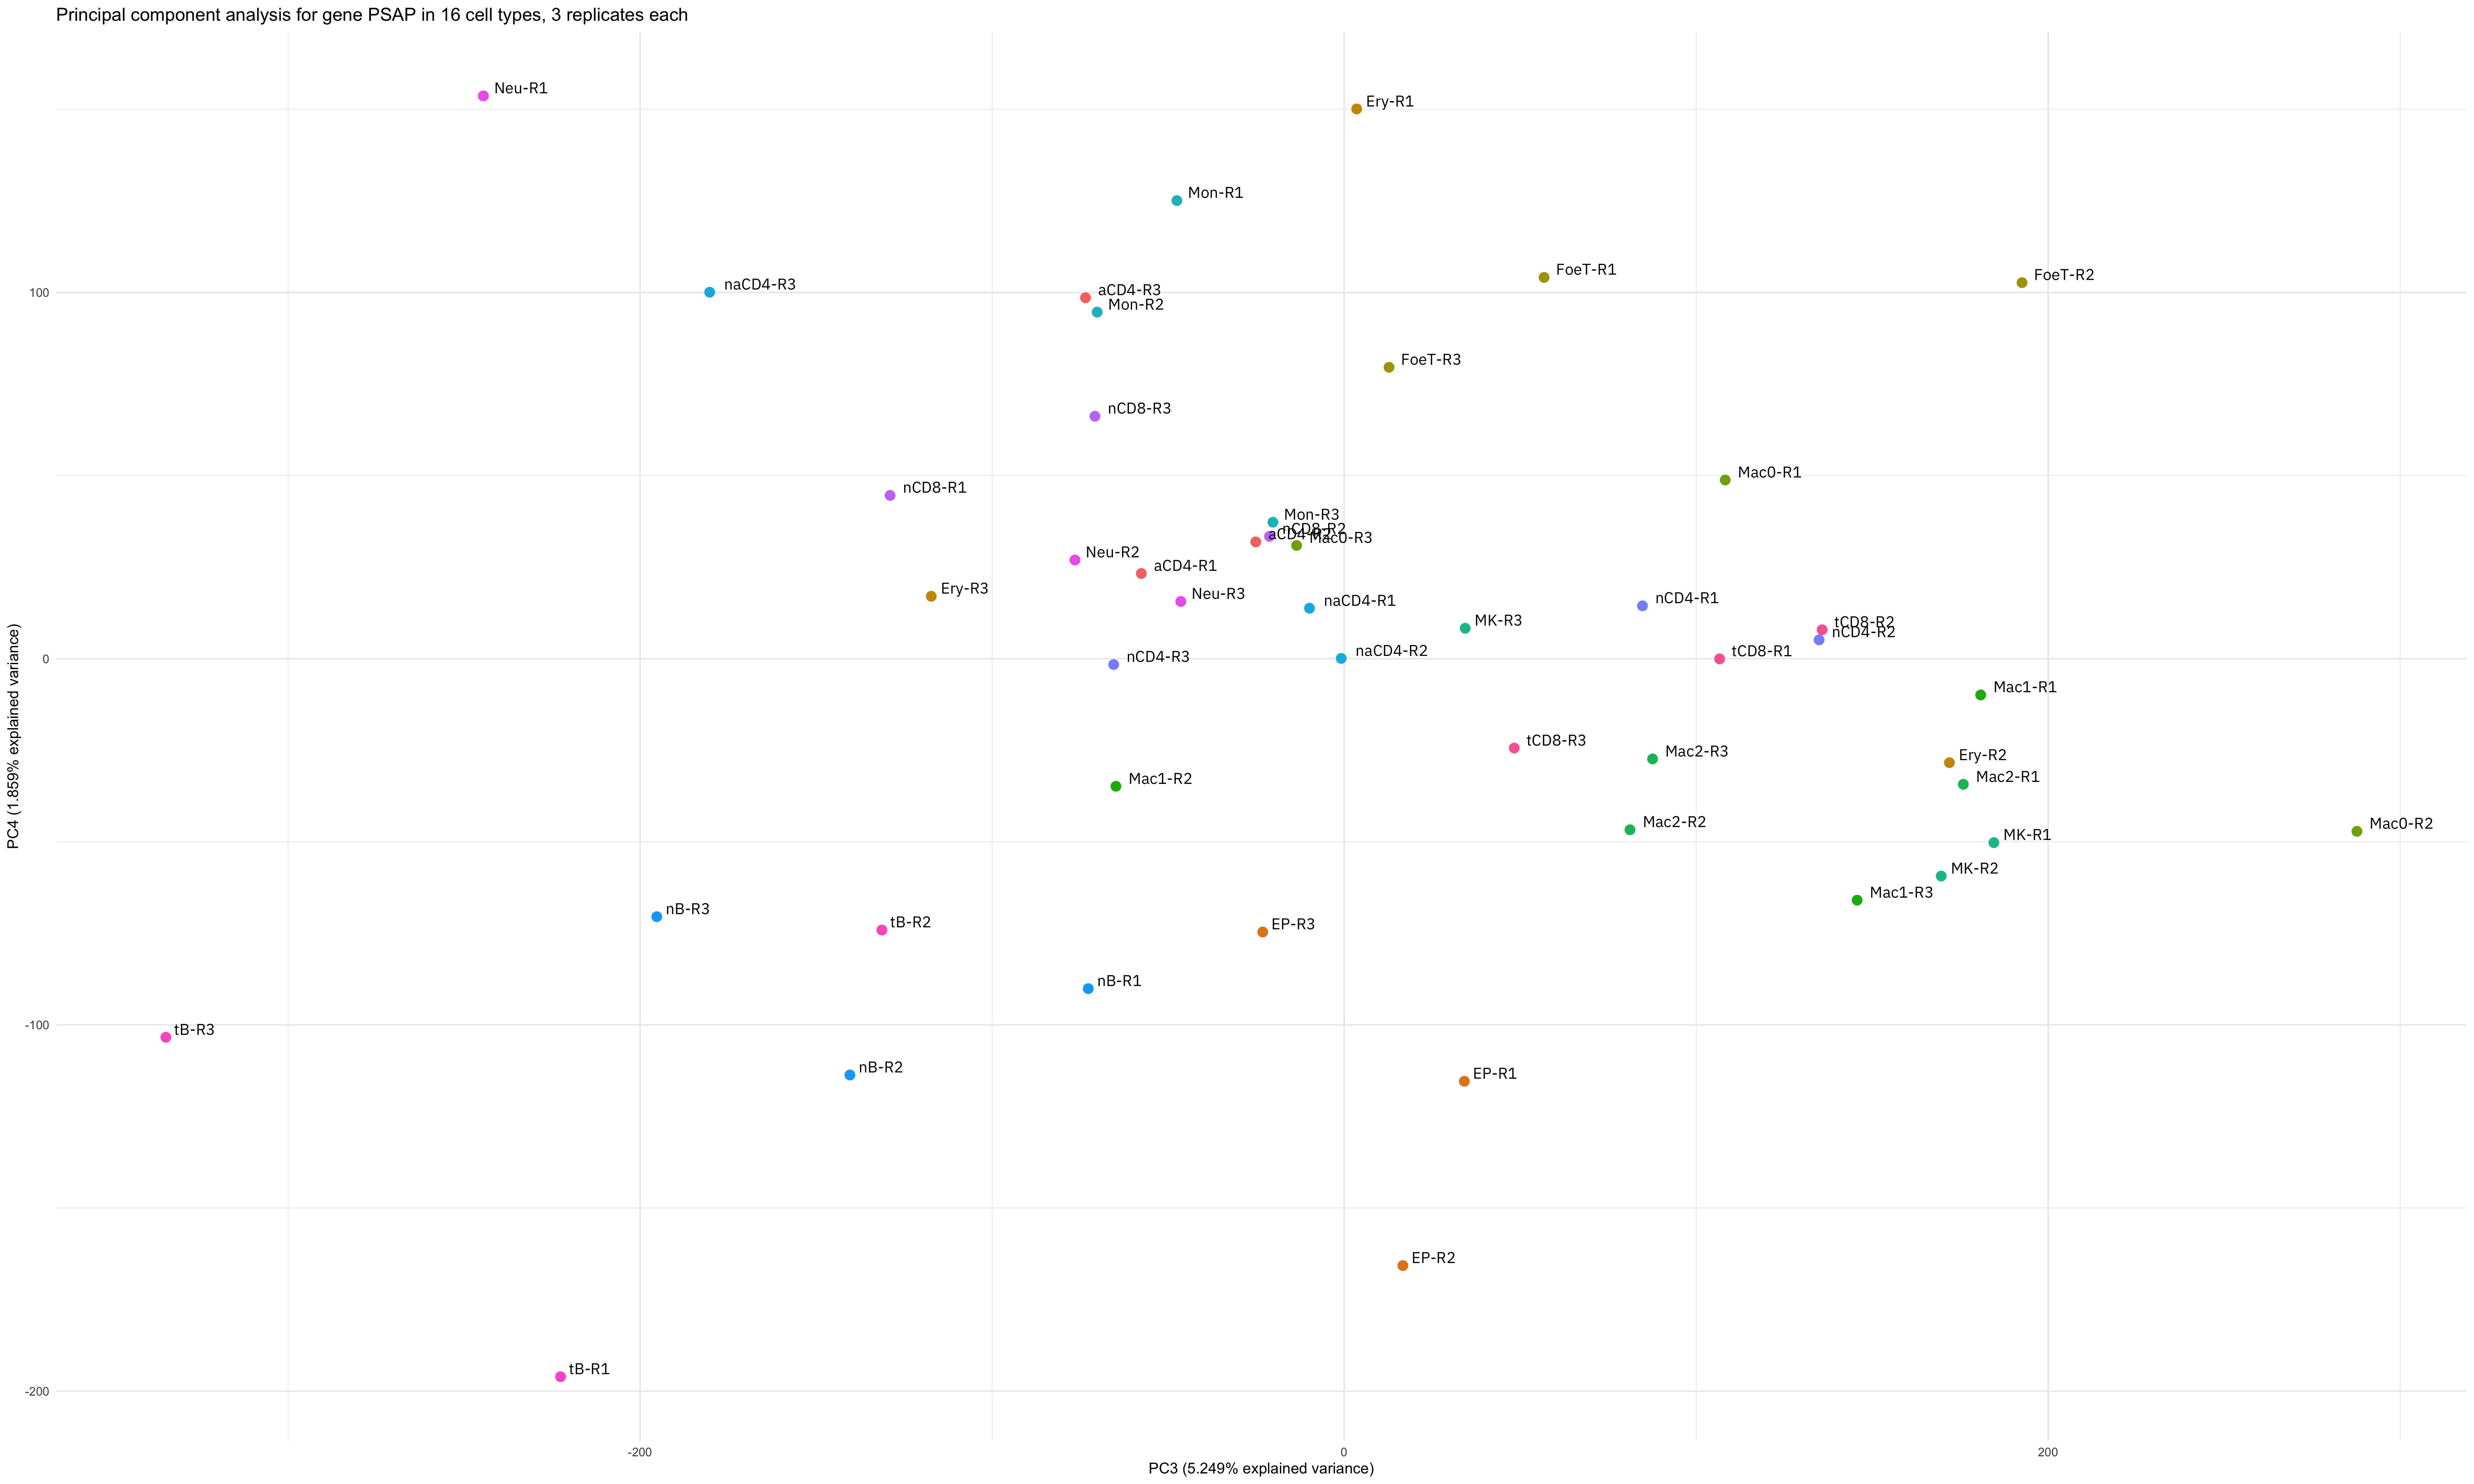 Principal component analysis for gene PSAP in 16 cell types, 3 replicates each
Neu-R1
Ery-R1
Mon-R1
FoeT-R1
FoeT-R2
naCD4-R3
aCD4-R3
Mon-R2
FoeT-R3
nCD8-R3
Mac0-R1
nCD8-R1
Mon-R3
nCD8-R2
aCD4-R2
Mac0-R3
Neu-R2
aCD4-R1
Ery-R3
Neu-R3
naCD4-R1
nCD4-R1
MK-R3
tCD8-R2
nCD4-R2
nCD4-R3
naCD4-R2
tCD8-R1
Mac1-R1
tCD8-R3
Mac2-R3
Ery-R2
Mac1-R2
Mac2-R1
Mac2-R2
Mac0-R2
MK-R1
MK-R2
Mac1-R3
nB-R3
tB-R2
EP-R3
nB-R1
tB-R3
nB-R2
EP-R1
EP-R2
tB-R1
100
0
-100
-200
PC4 (1.859% explained variance)
-200
0
200
PC3 (5.249% explained variance)